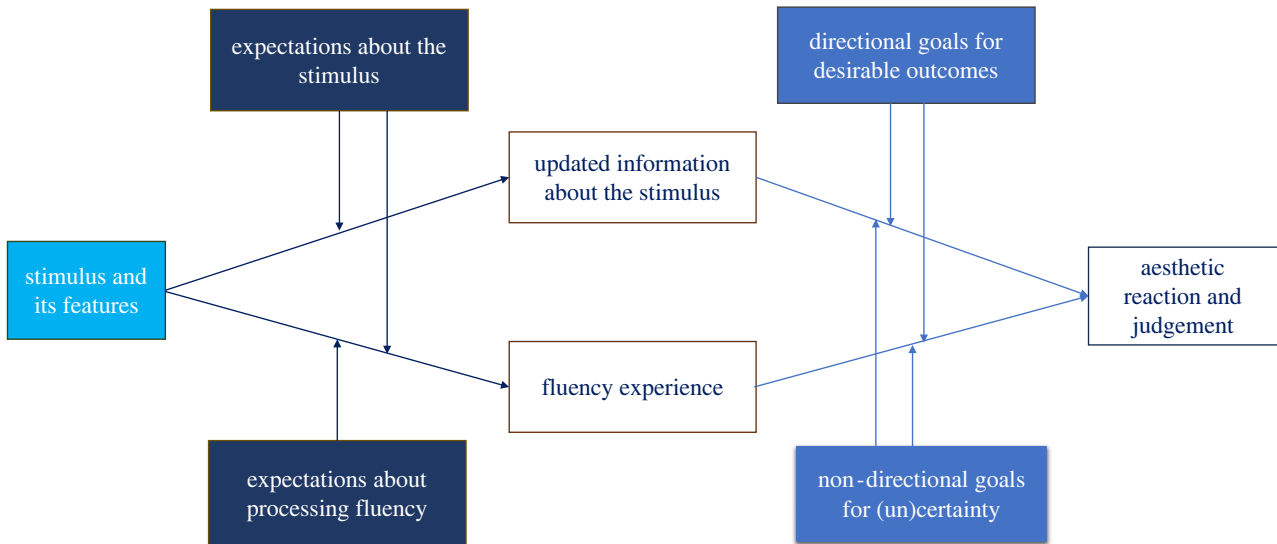 expectations about the
stimulus
directional goals for
desirable outcomes
updated information
about the stimulus
stimulus and
its features
aesthetic
reaction and
judgement
fluency experience
expectations about
processing fluency
non-directional goals
for (un)certainty